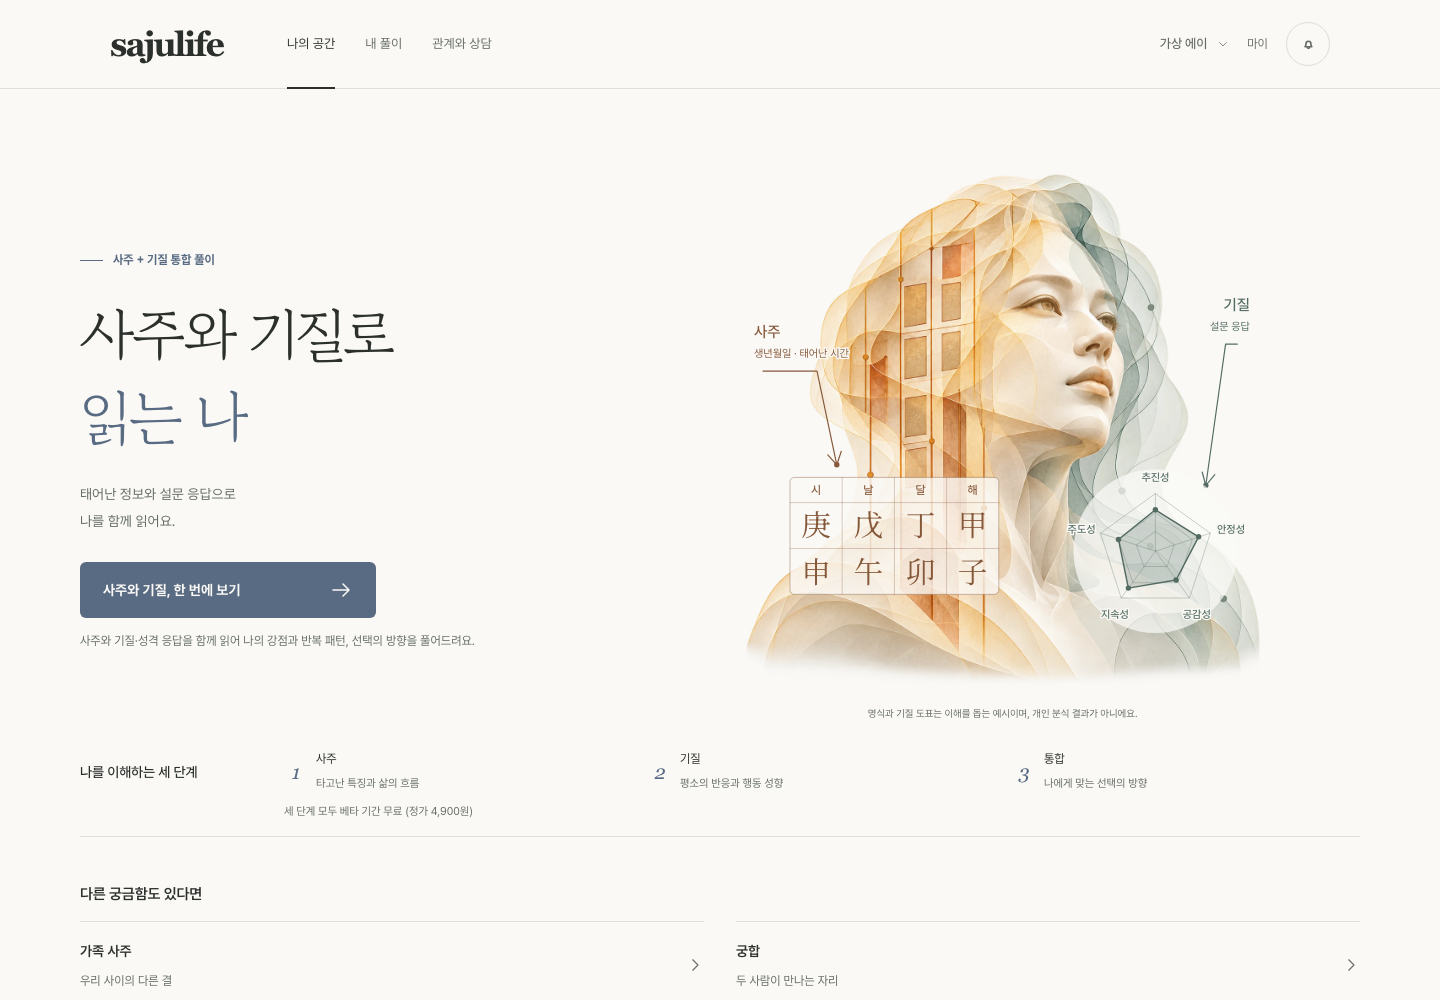 sajulife
나의 공간
내 풀이
관계와 상담
가상 에이
마이
사주 + 기질 통합 풀이
사주와 기질로
읽는 나
태어난 정보와 설문 응답으로
나를 함께 읽어요.
사주와 기질, 한 번에 보기
사주와 기질·성격 응답을 함께 읽어 나의 강점과 반복 패턴, 선택의 방향을 풀어드려요.
사주
생년월일 · 태어난 시간
기질
설문 응답
시 날 달 해
庚 戊 丁 甲
申 午 卯 子
추진성
주도성
안정성
지속성
공감성
명식과 기질 도표는 이해를 돕는 예시이며, 개인 분석 결과가 아니에요.
나를 이해하는 세 단계
1
사주
타고난 특징과 삶의 흐름
2
기질
평소의 반응과 행동 성향
3
통합
나에게 맞는 선택의 방향
세 단계 모두 베타 기간 무료 (정가 4,900원)
다른 궁금함도 있다면
가족 사주
우리 사이의 다른 결
궁합
두 사람이 만나는 자리